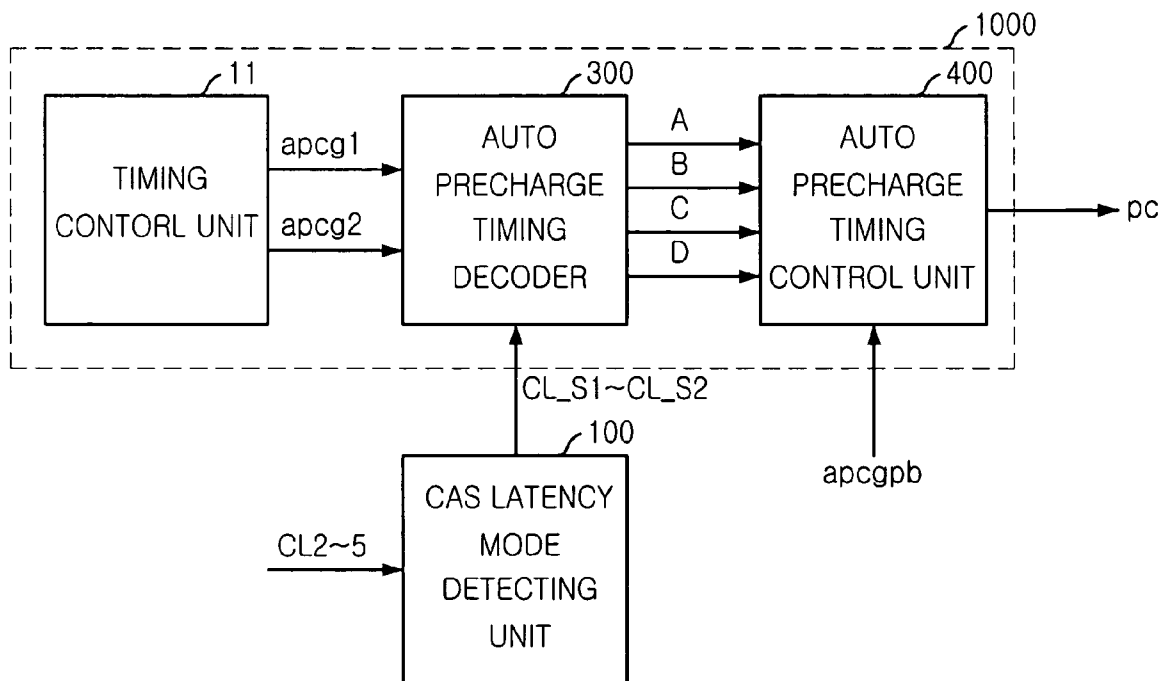 1000
11
300
400
TIMING
CONTORL UNIT
apcg1
apcg2
AUTO
PRECHARGE
TIMING
DECODER
A
B
C
D
AUTO
PRECHARGE
TIMING
CONTROL UNIT
pc
CL_S1~CL_S2
apcgpb
100
CL2~5
CAS LATENCY
MODE
DETECTING
UNIT